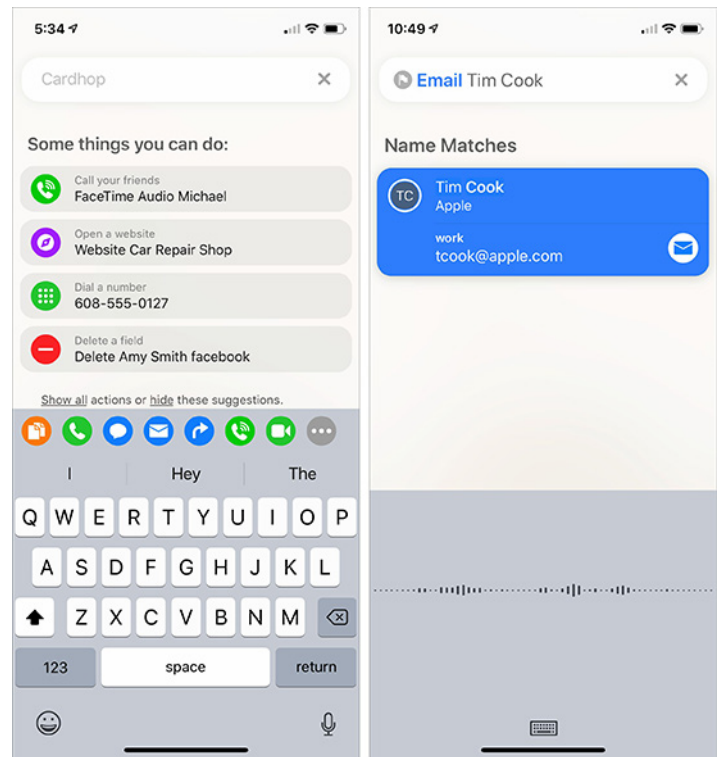 5:34
Cardhop
Some things you can do:
Call your friends
FaceTime Audio Michael
Open a website
Website Car Repair Shop
Dial a number
608-555-0127
Delete a field
Delete Amy Smith facebook
Show all actions or hide these suggestions.
I Hey The
Q W E R T Y U I O P
A S D F G H J K L
Z X C V B N M
123 space return
10:49
Email Tim Cook
Name Matches
TC
Tim Cook
Apple
work
tcook@apple.com